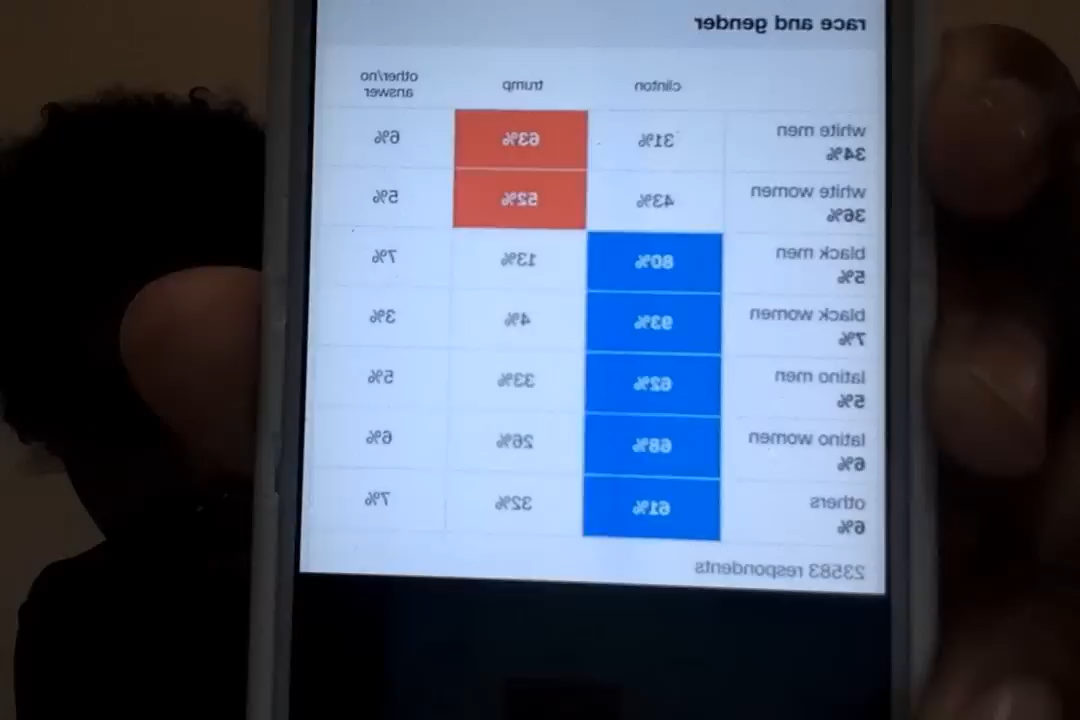 race and gender
clinton trump other/no answer
white men 34% 31% 63% 6%
white women 36% 43% 52% 5%
black men 5% 80% 13% 7%
black women 7% 93% 4% 3%
latino men 5% 62% 33% 5%
latino women 6% 68% 26% 6%
others 6% 61% 32% 7%
23583 respondents